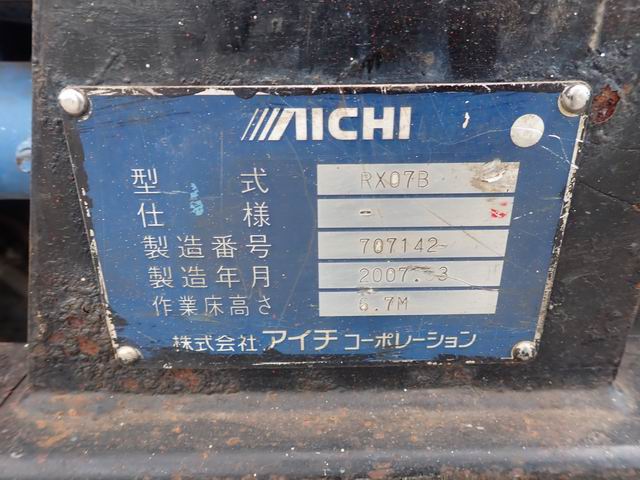 AICHI
型式 RX07B
仕様 -
製造番号 707142
製造年月 2007. 3
作業床高さ 6.7M
株式会社 アイチ コーポレーション